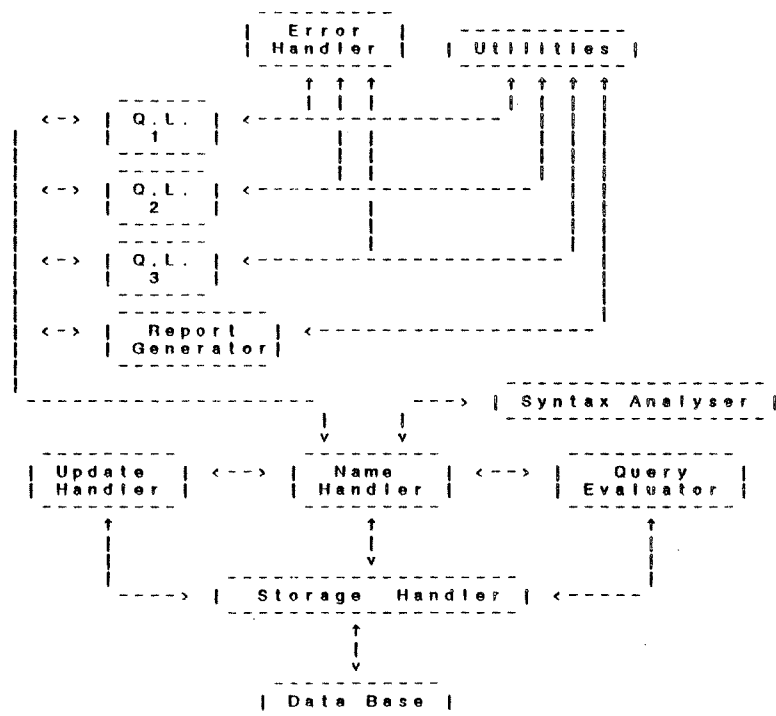 Error
Handler
Utilities
Q.L.
1
Q.L.
2
Q.L.
3
Report
Generator
Syntax Analyser
Update
Handler
Name
Handler
Query
Evaluator
Storage Handler
Data Base